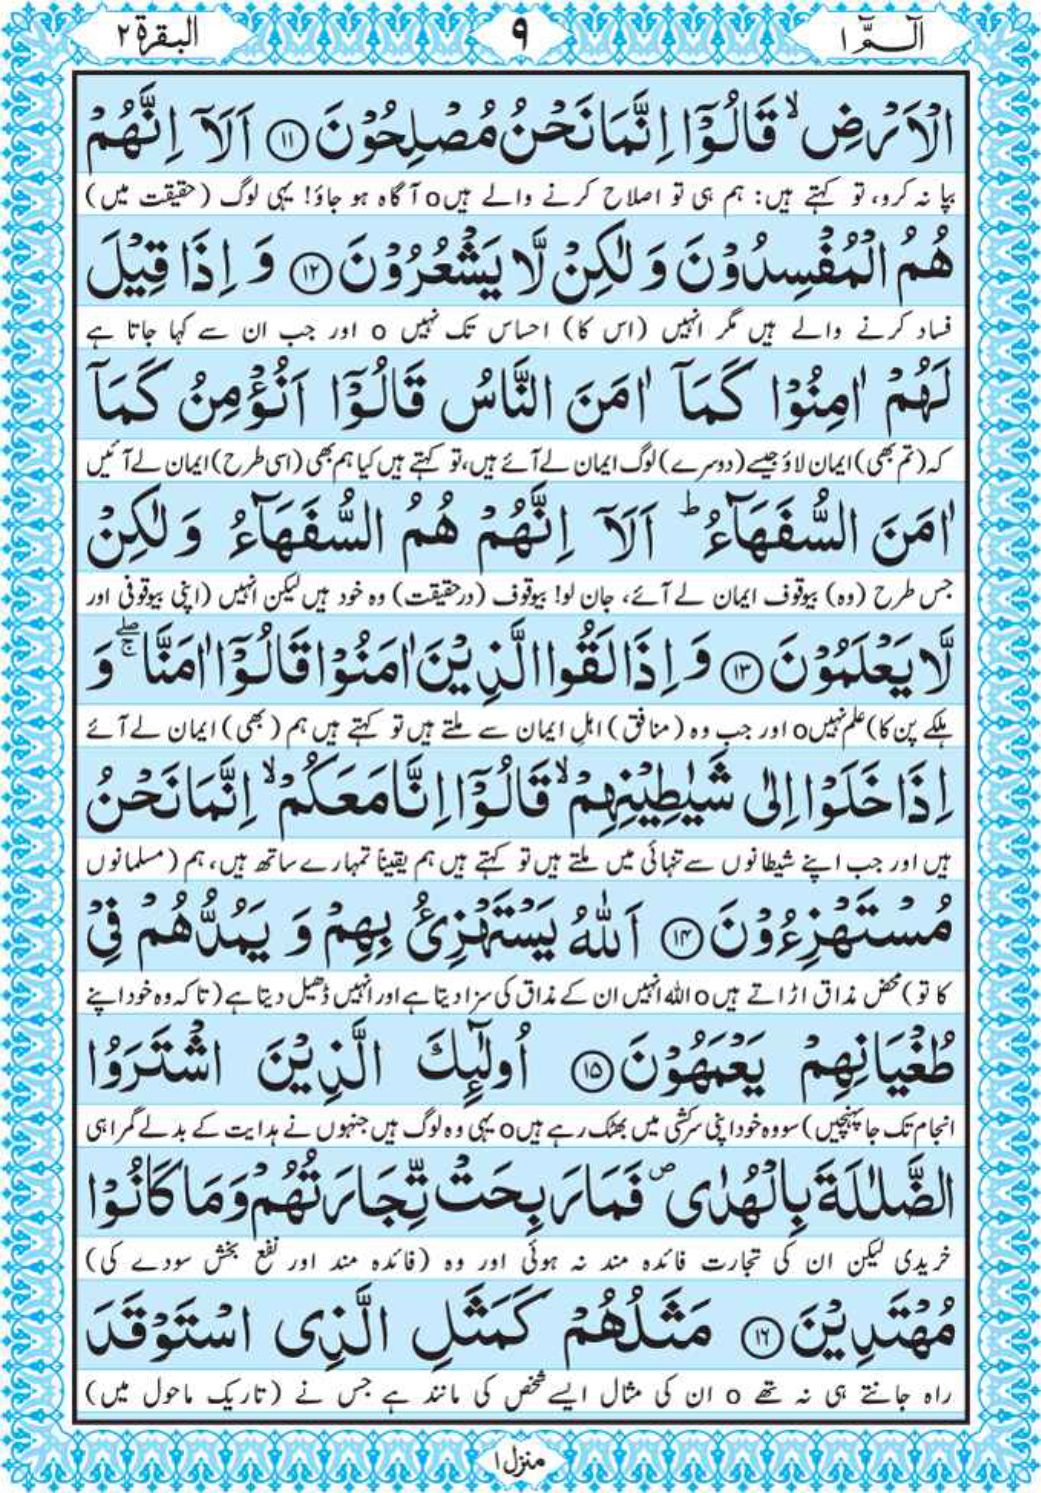 الٓـمّٓ ۱
۹
البقرة ۲
الۡاَرۡضِ ۙ قَالُوۡۤا اِنَّمَا نَحۡنُ مُصۡلِحُوۡنَ ﴿۱۱﴾ اَلَاۤ اِنَّهُمۡ
بپا نہ کرو، تو کہتے ہیں: ہم ہی تو اصلاح کرنے والے ہیں o آگاہ ہو جاؤ! یہی لوگ (حقیقت میں)
هُمُ الۡمُفۡسِدُوۡنَ وَ لٰكِنۡ لَّا يَشۡعُرُوۡنَ ﴿۱۲﴾ وَ اِذَا قِيۡلَ
فساد کرنے والے ہیں مگر انہیں (اس کا) احساس تک نہیں o اور جب ان سے کہا جاتا ہے
لَهُمۡ اٰمِنُوۡا كَمَاۤ اٰمَنَ النَّاسُ قَالُوۡۤا اَنُؤۡمِنُ كَمَاۤ
کہ (تم بھی) ایمان لاؤ جیسے (دوسرے) لوگ ایمان لے آئے ہیں، تو کہتے ہیں کیا ہم بھی (اسی طرح) ایمان لے آئیں
اٰمَنَ السُّفَهَآءُ ؕ اَلَاۤ اِنَّهُمۡ هُمُ السُّفَهَآءُ وَ لٰكِنۡ
جس طرح (وہ) بیوقوف ایمان لے آئے، جان لو! بیوقوف (درحقیقت) وہ خود ہیں لیکن انہیں (اپنی بیوقوفی اور
لَّا يَعۡلَمُوۡنَ ﴿۱۳﴾ وَ اِذَا لَقُوا الَّذِيۡنَ اٰمَنُوۡا قَالُوۡۤا اٰمَنَّا ۚۖ وَ
ہلکے پن کا) علم نہیں o اور جب وہ (منافق) اہلِ ایمان سے ملتے ہیں تو کہتے ہیں ہم (بھی) ایمان لے آئے
اِذَا خَلَوۡا اِلٰى شَيٰطِيۡنِهِمۡ ۙ قَالُوۡۤا اِنَّا مَعَكُمۡ ۙ اِنَّمَا نَحۡنُ
ہیں اور جب اپنے شیطانوں سے تنہائی میں ملتے ہیں تو کہتے ہیں ہم یقیناً تمہارے ساتھ ہیں، ہم (مسلمانوں
مُسۡتَهۡزِءُوۡنَ ﴿۱۴﴾ اَللّٰهُ يَسۡتَهۡزِئُ بِهِمۡ وَ يَمُدُّهُمۡ فِىۡ
کا تو) محض مذاق اڑاتے ہیں o اللہ انہیں ان کے مذاق کی سزا دیتا ہے اور انہیں ڈھیل دیتا ہے (تا کہ وہ خود اپنے
طُغۡيَانِهِمۡ يَعۡمَهُوۡنَ ﴿۱۵﴾ اُولٰٓئِكَ الَّذِيۡنَ اشۡتَرَوُا
انجام تک جا پہنچیں) سو وہ خود اپنی سرکشی میں بھٹک رہے ہیں o یہی وہ لوگ ہیں جنہوں نے ہدایت کے بدلے گمراہی
الضَّلٰلَةَ بِالۡهُدٰى ۪ فَمَا رَبِحَتۡ تِّجَارَتُهُمۡ وَ مَا كَانُوۡا
خریدی لیکن ان کی تجارت فائدہ مند نہ ہوئی اور وہ (فائدہ مند اور نفع بخش سودے کی)
مُهۡتَدِيۡنَ ﴿۱۶﴾ مَثَلُهُمۡ كَمَثَلِ الَّذِى اسۡتَوۡقَدَ
راہ جانتے ہی نہ تھے o ان کی مثال ایسے شخص کی مانند ہے جس نے (تاریک ماحول میں)
منزل ۱